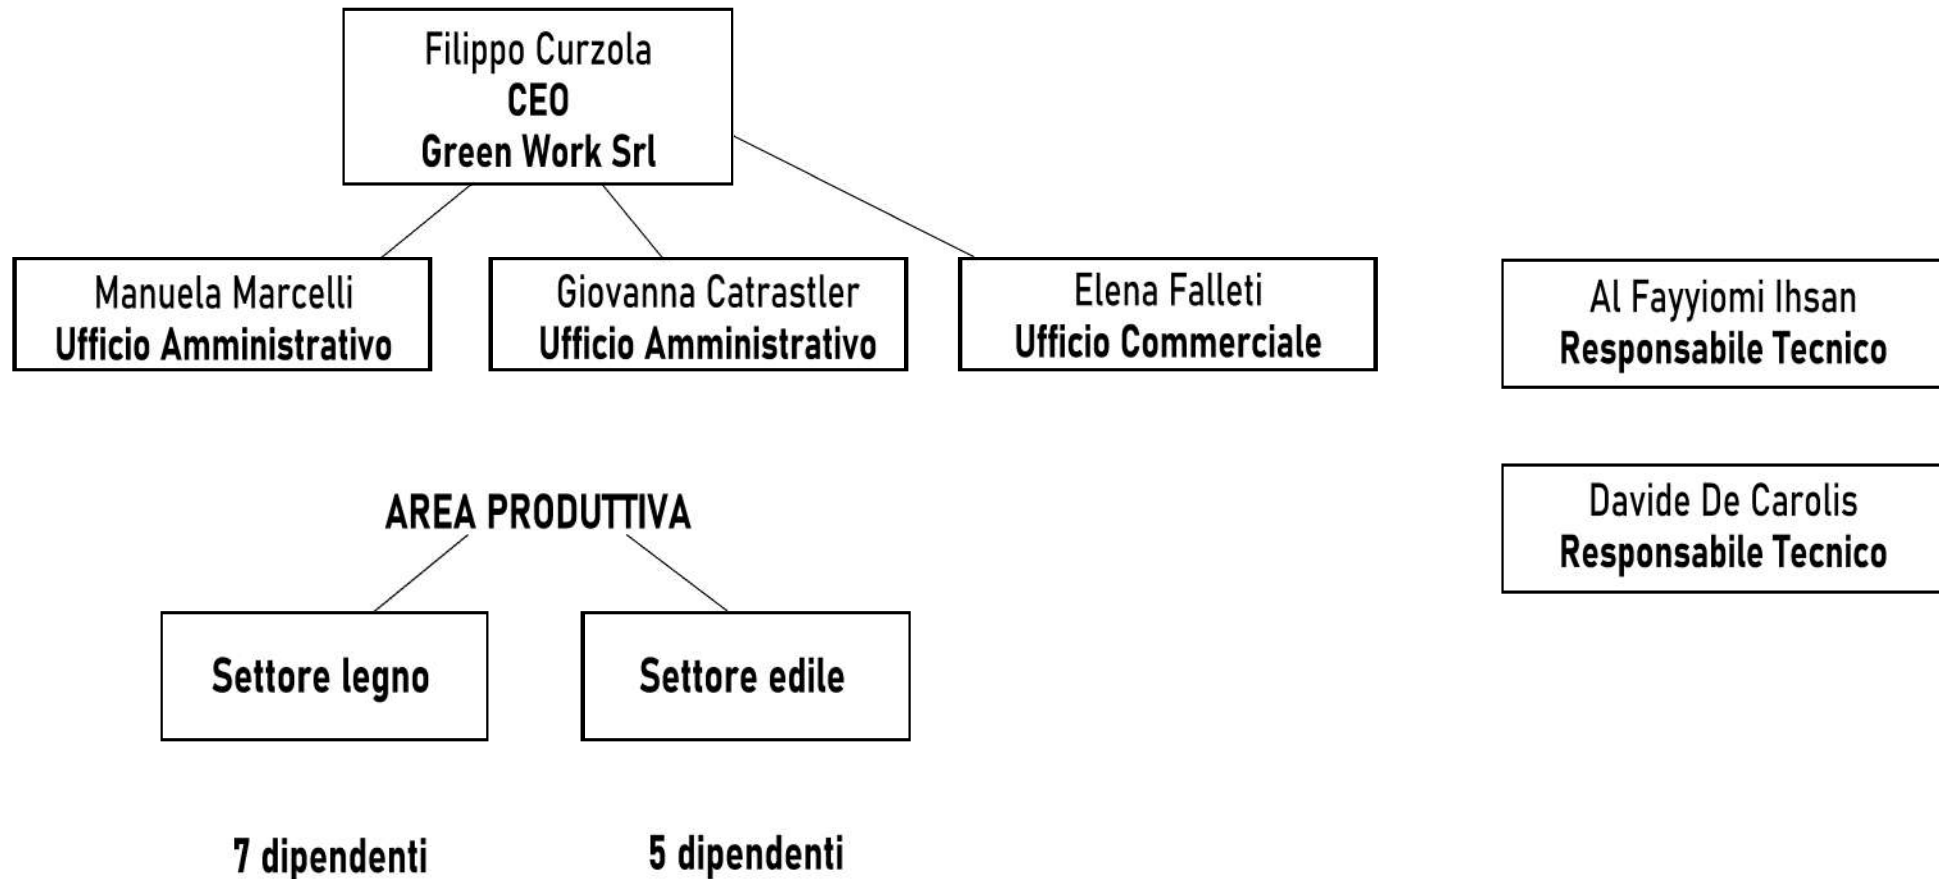 Filippo Curzola
CEO
Green Work Srl
Manuela Marcelli
Ufficio Amministrativo
Giovanna Catrastler
Ufficio Amministrativo
Elena Falleti
Ufficio Commerciale
Al Fayyiomi Ihsan
Responsabile Tecnico
Davide De Carolis
Responsabile Tecnico
AREA PRODUTTIVA
Settore legno
Settore edile
7 dipendenti
5 dipendenti